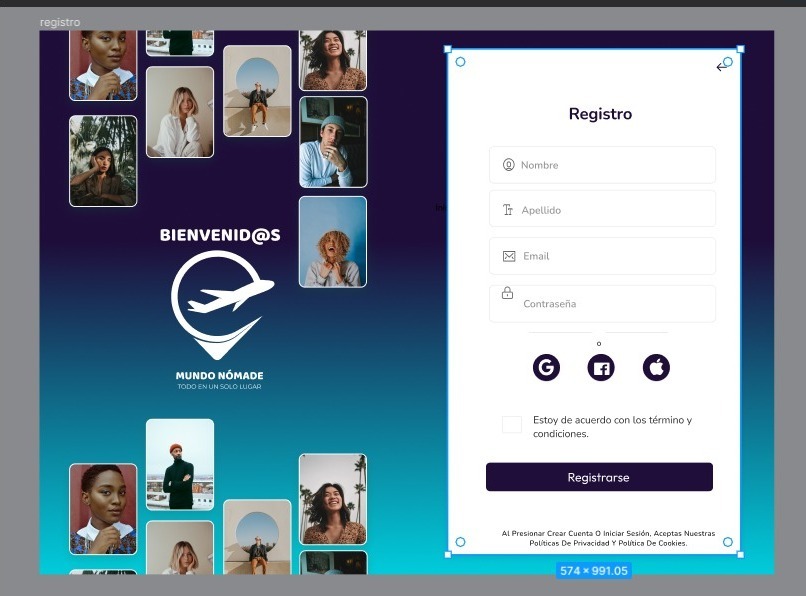 registro
BIENVENID@S
MUNDO NÓMADE
TODO EN UN SOLO LUGAR
Registro
Nombre
Apellido
Email
Contraseña
o
Estoy de acuerdo con los término y
condiciones.
Registrarse
Al Presionar Crear Cuenta O Iniciar Sesión, Aceptas Nuestras
Políticas De Privacidad Y Política De Cookies.
574 × 991.05